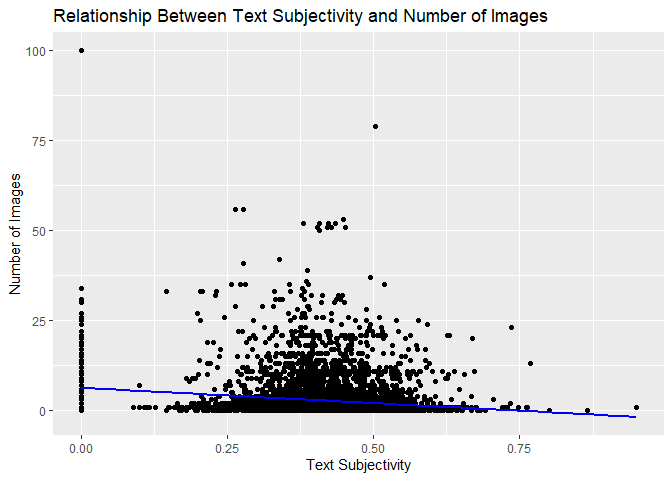 Relationship Between Text Subjectivity and Number of Images
Number of Images
100
75
50
25
0
0.00 0.25 0.50 0.75
Text Subjectivity